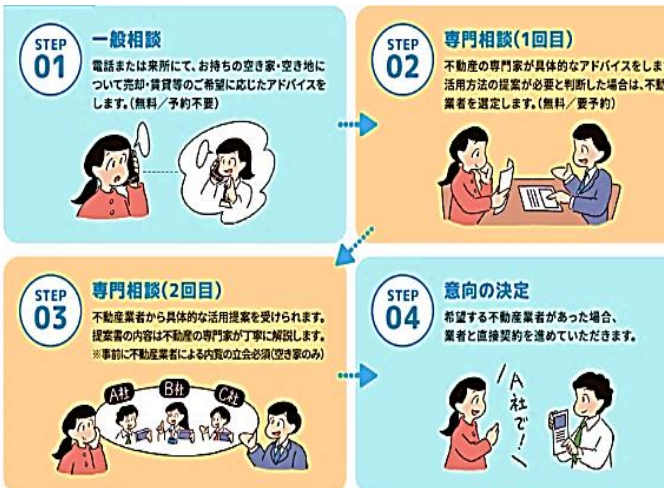 STEP
01
一般相談
電話または来所にて、お持ちの空き家・空き地に
ついて売却・賃貸等のご希望に応じたアドバイスを
します。(無料／予約不要)
STEP
02
専門相談(1回目)
不動産の専門家が具体的なアドバイスをしま
活用方法の提案が必要と判断した場合は、不動
業者を選定します。(無料／要予約)
STEP
03
専門相談(2回目)
不動産業者から具体的な活用提案を受けられます。
提案書の内容は不動産の専門家が丁寧に解説します。
※事前に不動産業者による内覧の立会必須(空き家のみ)
A社
B社
C社
STEP
04
意向の決定
希望する不動産業者があった場合、
業者と直接契約を進めていただきます。
A社で!